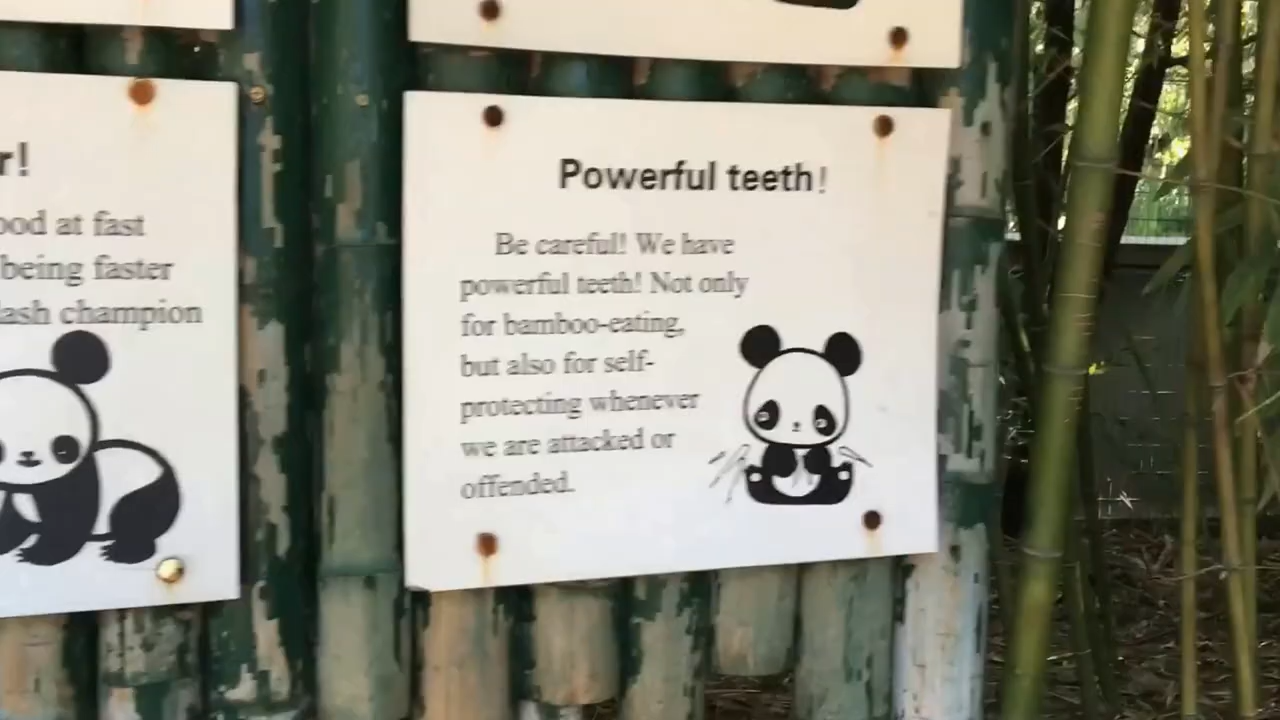 r!
ood at fast
being faster
lash champion
Powerful teeth!
Be careful! We have
powerful teeth! Not only
for bamboo-eating,
but also for self-
protecting whenever
we are attacked or
offended.